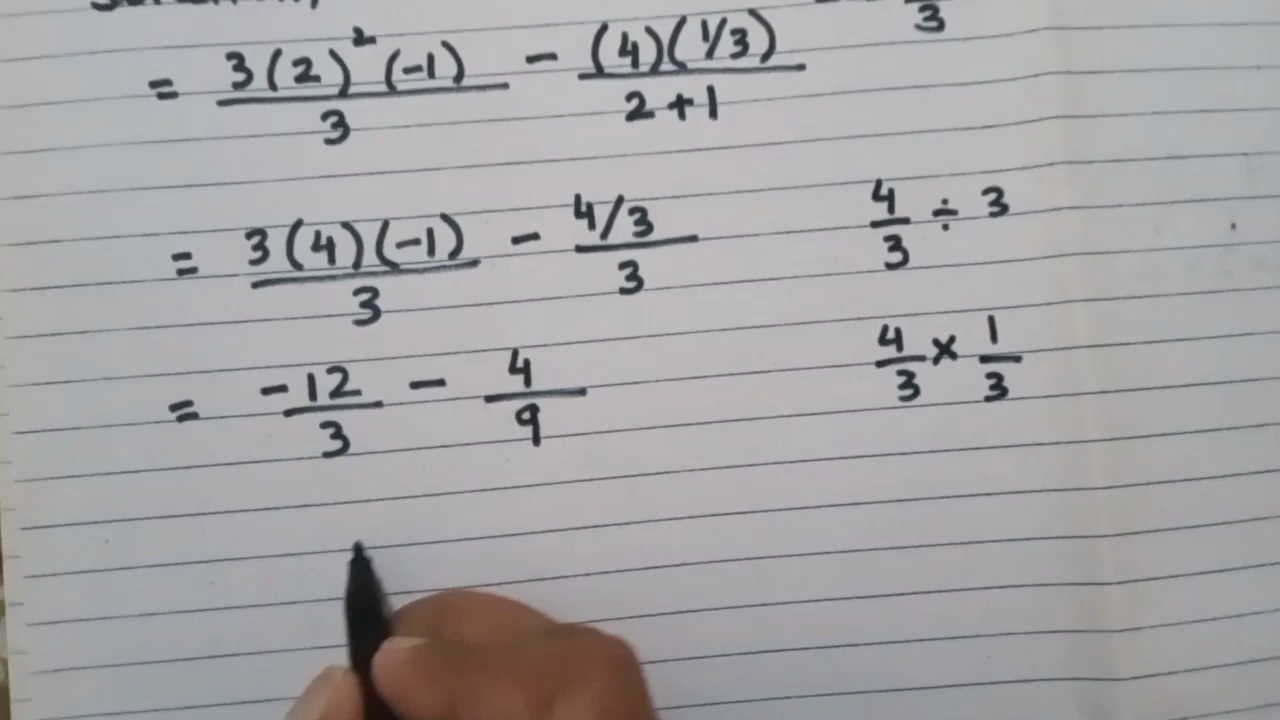 3
= 3(2)²(-1)/3 - (4)(1/3)/2+1
= 3(4)(-1)/3 - 4/3/3
4/3 ÷ 3
= -12/3 - 4/9
4/3 × 1/3